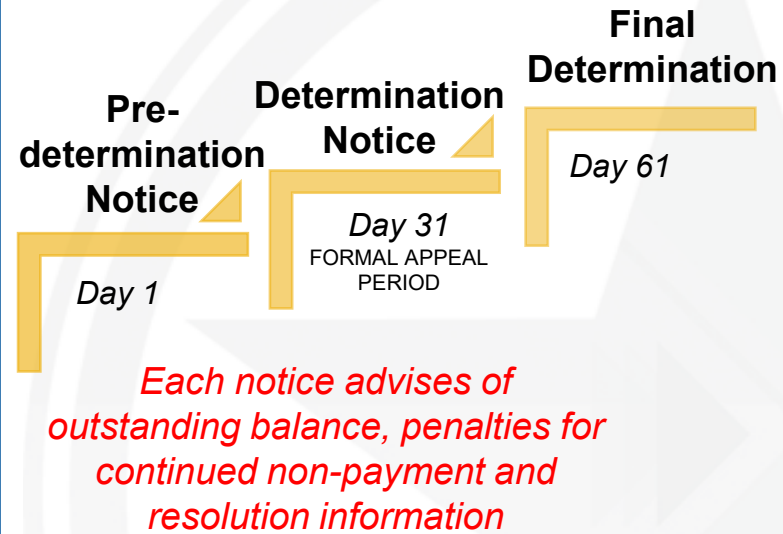 Pre-
determination
Notice
Day 1
Determination
Notice
Day 31
FORMAL APPEAL
PERIOD
Final
Determination
Day 61
Each notice advises of
outstanding balance, penalties for
continued non-payment and
resolution information